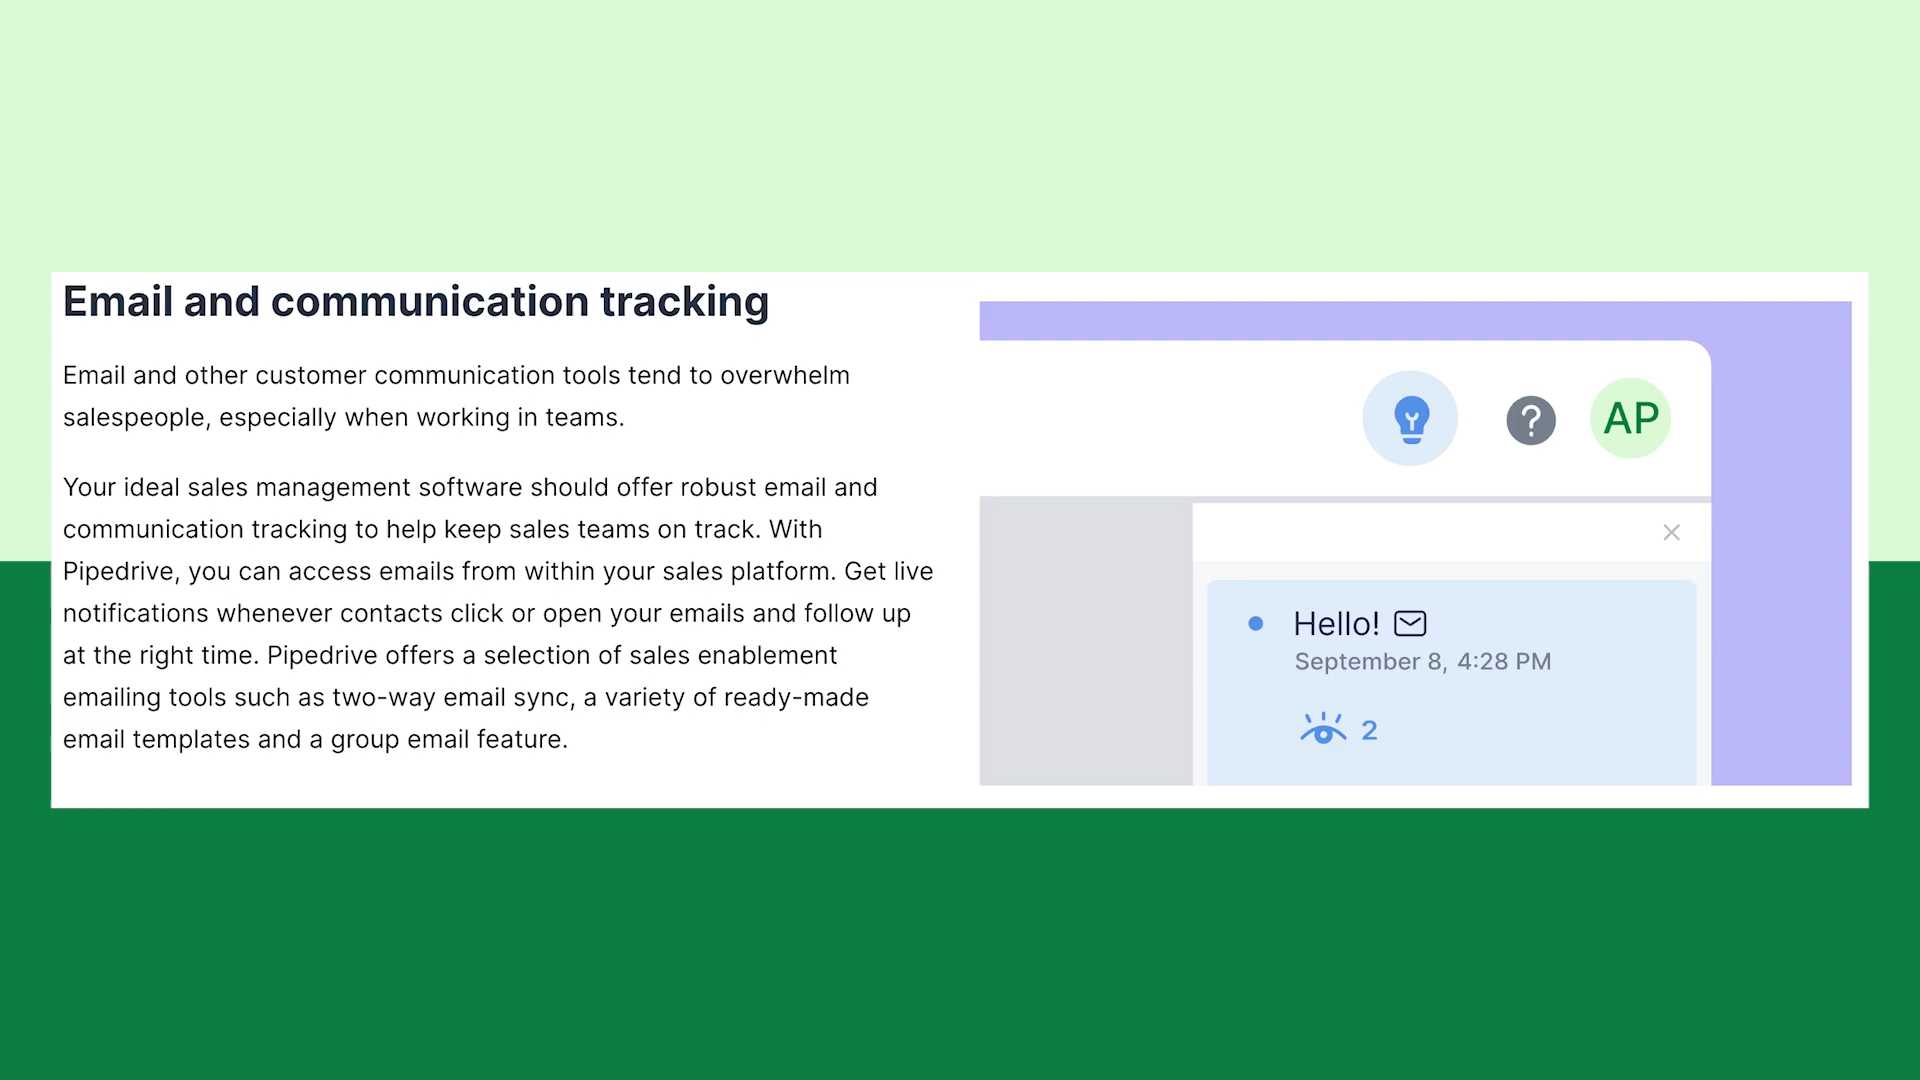 Email and communication tracking
Email and other customer communication tools tend to overwhelm
salespeople, especially when working in teams.
Your ideal sales management software should offer robust email and
communication tracking to help keep sales teams on track. With
Pipedrive, you can access emails from within your sales platform. Get live
notifications whenever contacts click or open your emails and follow up
at the right time. Pipedrive offers a selection of sales enablement
emailing tools such as two-way email sync, a variety of ready-made
email templates and a group email feature.
? AP
Hello!
September 8, 4:28 PM
2